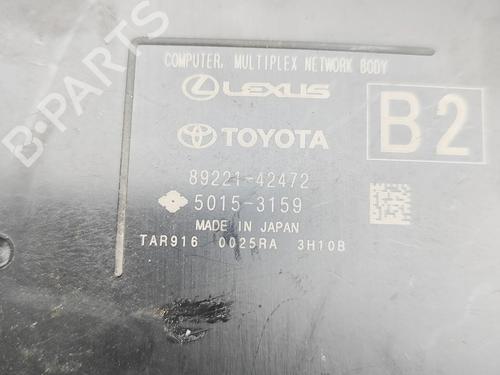 COMPUTER, MULTIPLEX NETWORK BODY
LEXUS
B2
TOYOTA
89221-42472
5015-3159
MADE IN JAPAN
TAR916 0025RA 3H10B
B-PARTS